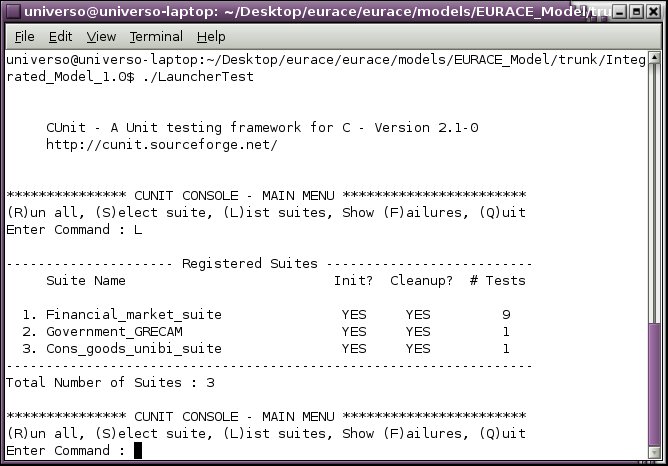 universo@universo-laptop: ~/Desktop/eurace/eurace/models/EURACE_Model/tru
File Edit View Terminal Help
universo@universo-laptop:~/Desktop/eurace/eurace/models/EURACE_Model/trunk/Integ
rated_Model_1.0$ ./LauncherTest
CUnit - A Unit testing framework for C - Version 2.1-0
http://cunit.sourceforge.net/
*************** CUNIT CONSOLE - MAIN MENU ***********************
(R)un all, (S)elect suite, (L)ist suites, Show (F)ailures, (Q)uit
Enter Command : L
--------------------- Registered Suites --------------------------
Suite Name Init? Cleanup? # Tests
1. Financial_market_suite YES YES 9
2. Government_GRECAM YES YES 1
3. Cons_goods_unibi_suite YES YES 1
------------------------------------------------------------------
Total Number of Suites : 3
*************** CUNIT CONSOLE - MAIN MENU ***********************
(R)un all, (S)elect suite, (L)ist suites, Show (F)ailures, (Q)uit
Enter Command :